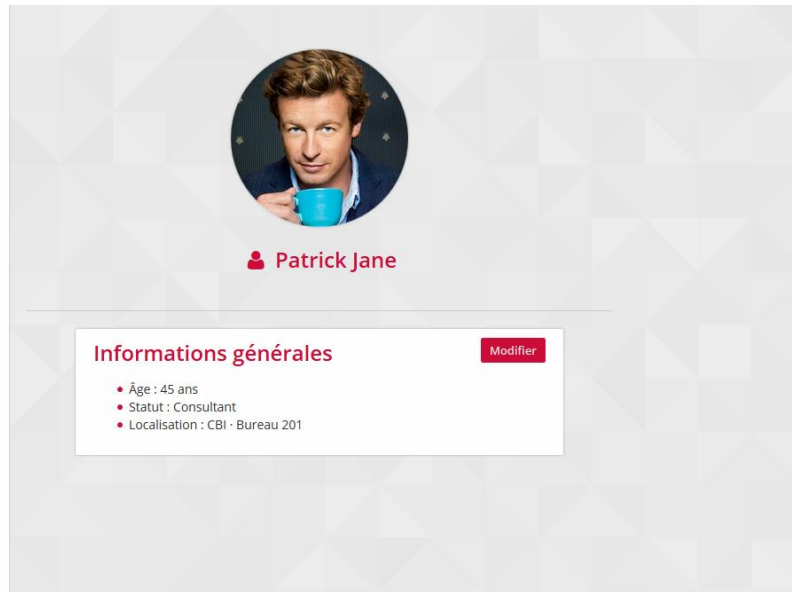 Patrick Jane
Informations générales
Modifier
Âge : 45 ans
Statut : Consultant
Localisation : CBI · Bureau 201